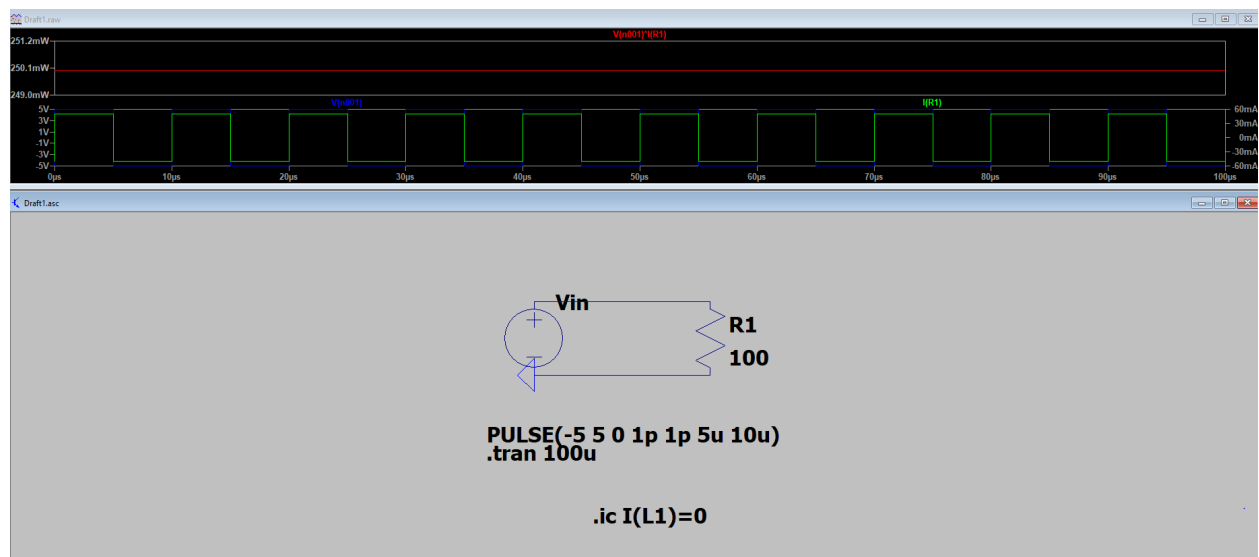 Draft1.raw
V(n001)*I(R1)
251.2mW
250.1mW
249.0mW
V(n001) I(R1)
5V 60mA
3V 30mA
1V 0mA
-1V
-3V -30mA
-5V -60mA
0µs 10µs 20µs 30µs 40µs 50µs 60µs 70µs 80µs 90µs 100µs
Draft1.asc
Vin
R1
100
PULSE(-5 5 0 1p 1p 5u 10u)
.tran 100u
.ic I(L1)=0